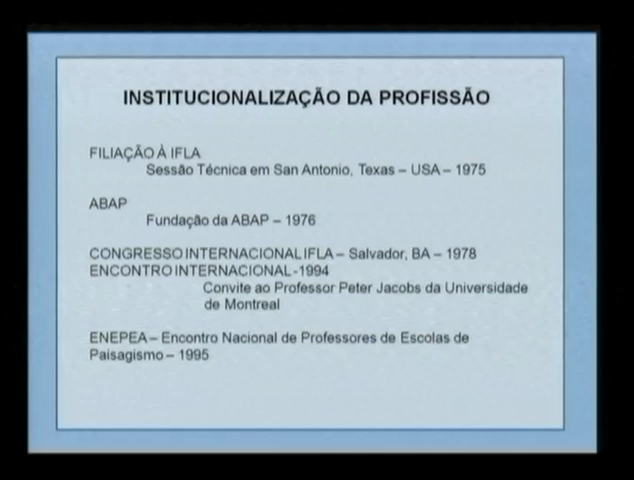 INSTITUCIONALIZAÇÃO DA PROFISSÃO
FILIAÇÃO À IFLA
Sessão Técnica em San Antonio, Texas – USA – 1975
ABAP
Fundação da ABAP – 1976
CONGRESSO INTERNACIONAL IFLA – Salvador, BA – 1978
ENCONTRO INTERNACIONAL -1994
Convite ao Professor Peter Jacobs da Universidade
de Montreal
ENEPEA – Encontro Nacional de Professores de Escolas de
Paisagismo – 1995